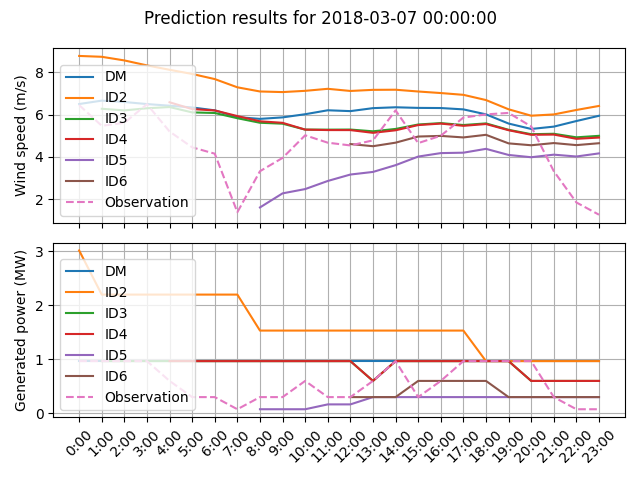 Prediction results for 2018-03-07 00:00:00
Wind speed (m/s)
8
6
4
2
DM
ID2
ID3
ID4
ID5
ID6
Observation
Generated power (MW)
3
2
1
0
DM
ID2
ID3
ID4
ID5
ID6
Observation
0:00 1:00 2:00 3:00 4:00 5:00 6:00 7:00 8:00 9:00 10:00 11:00 12:00 13:00 14:00 15:00 16:00 17:00 18:00 19:00 20:00 21:00 22:00 23:00